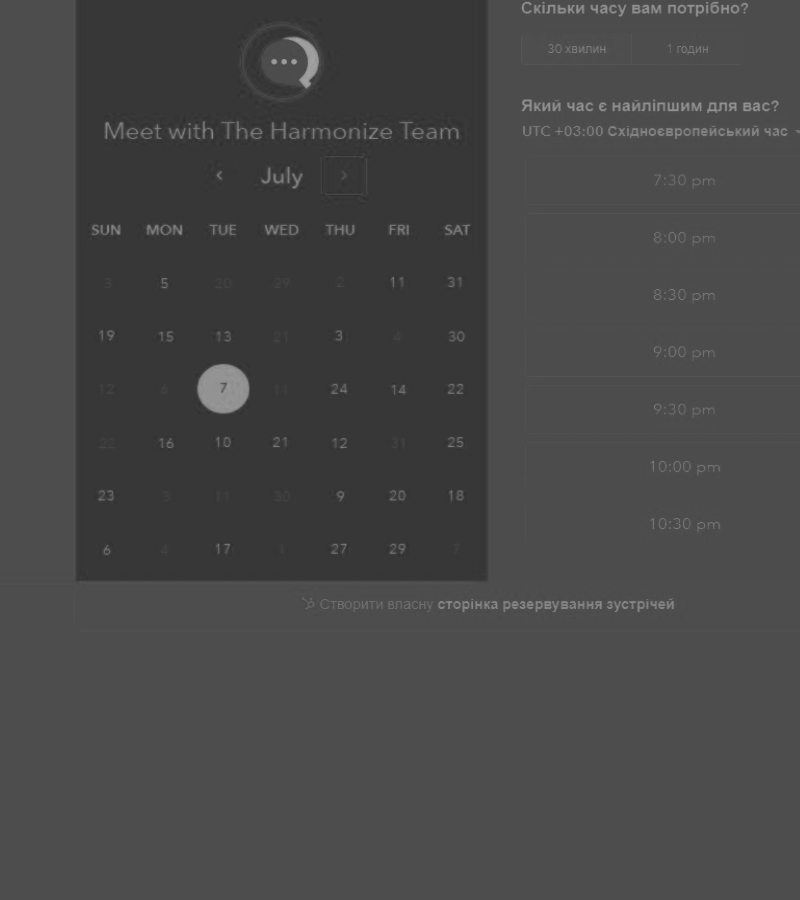 Meet with The Harmonize Team
July
SUN MON TUE WED THU FRI SAT
3 5 20 29 2 11 31
19 15 13 21 3 4 30
12 6 7 11 24 14 22
22 16 10 21 12 31 25
23 11 30 9 20 18
6 4 17 1 27 29 7
Скільки часу вам потрібно?
30 хвилин 1 годин
Який час є найліпшим для вас?
UTC +03:00 Східноєвропейський час
7:30 pm
8:00 pm
8:30 pm
9:00 pm
9:30 pm
10:00 pm
10:30 pm
Створити власну сторінка резервування зустрічей